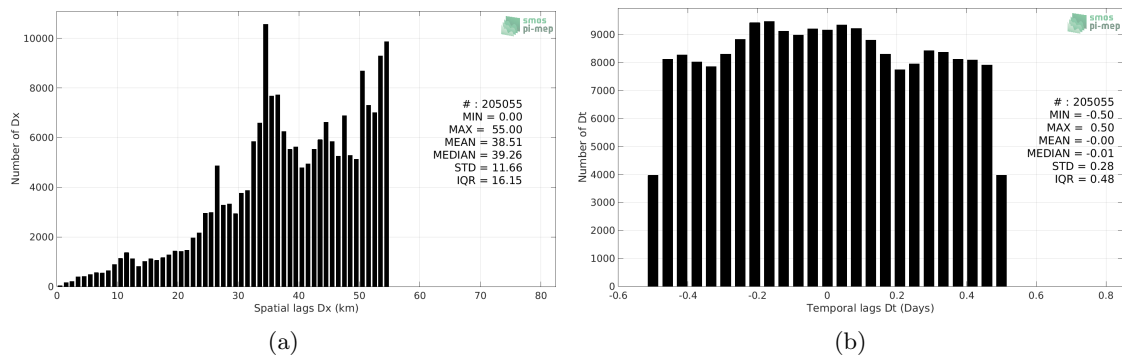 smos
pi-mep
10000
8000
6000
4000
2000
0
Number of Dx
# : 205055
MIN = 0.00
MAX = 55.00
MEAN = 38.51
MEDIAN = 39.26
STD = 11.66
IQR = 16.15
0 10 20 30 40 50 60 70 80
Spatial lags Dx (km)
(a)
smos
pi-mep
9000
8000
7000
6000
5000
4000
3000
2000
1000
0
Number of Dt
# : 205055
MIN = -0.50
MAX = 0.50
MEAN = -0.00
MEDIAN = -0.01
STD = 0.28
IQR = 0.48
-0.6 -0.4 -0.2 0 0.2 0.4 0.6 0.8
Temporal lags Dt (Days)
(b)